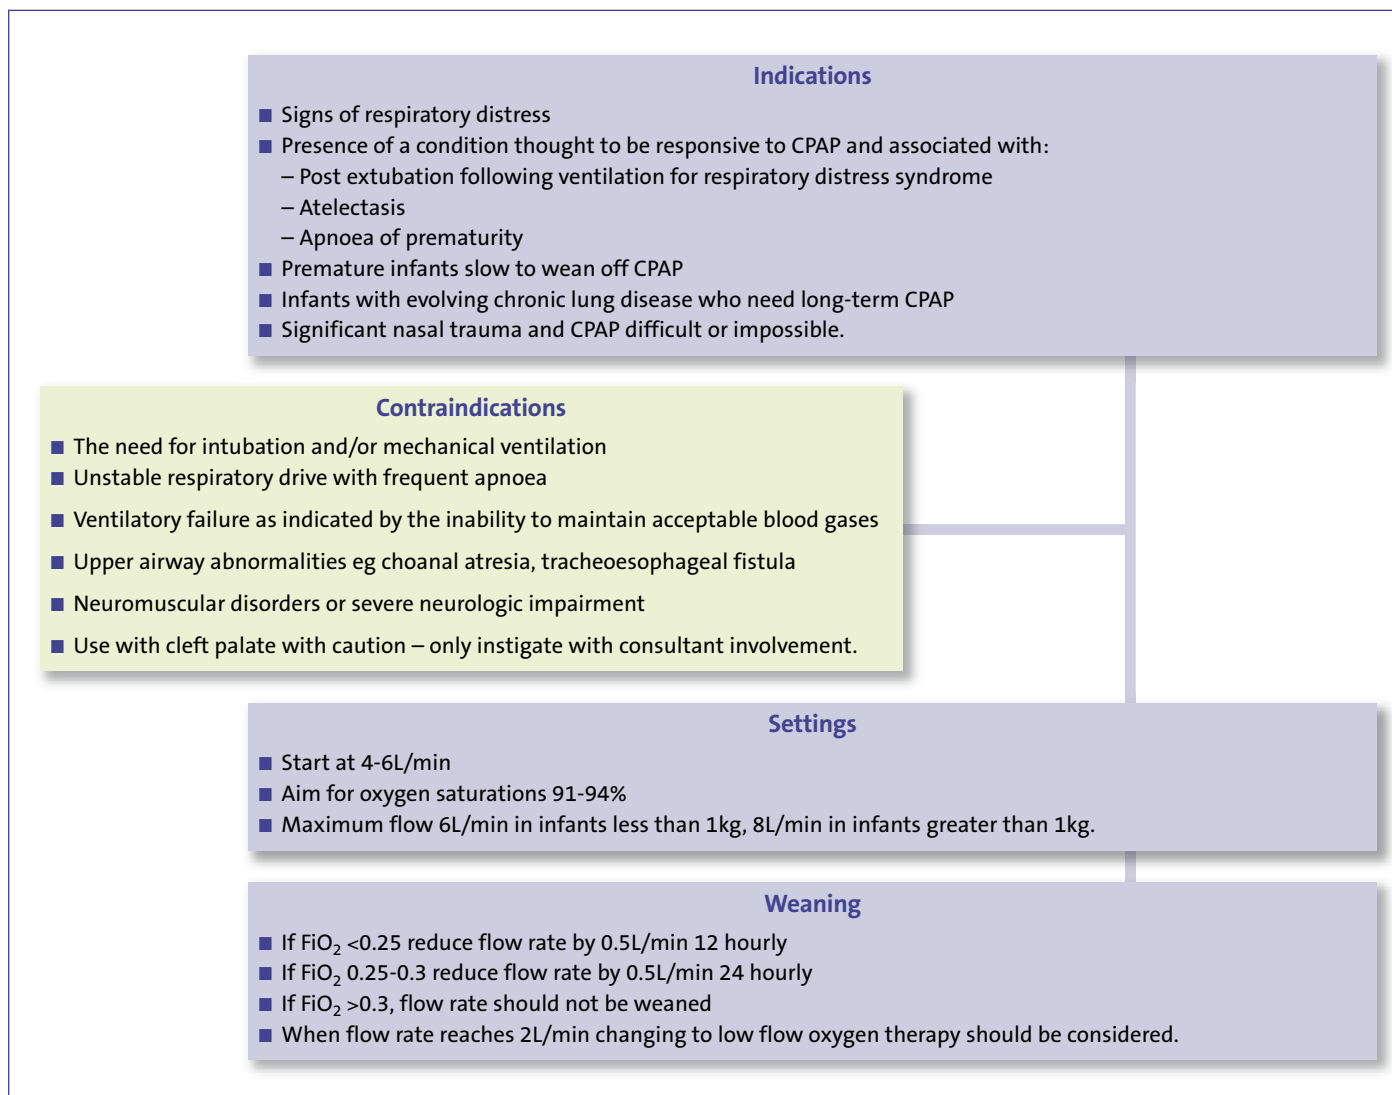 Indications
■ Signs of respiratory distress
■ Presence of a condition thought to be responsive to CPAP and associated with:
– Post extubation following ventilation for respiratory distress syndrome
– Atelectasis
– Apnoea of prematurity
■ Premature infants slow to wean off CPAP
■ Infants with evolving chronic lung disease who need long-term CPAP
■ Significant nasal trauma and CPAP difficult or impossible.
Contraindications
■ The need for intubation and/or mechanical ventilation
■ Unstable respiratory drive with frequent apnoea
■ Ventilatory failure as indicated by the inability to maintain acceptable blood gases
■ Upper airway abnormalities eg choanal atresia, tracheoesophageal fistula
■ Neuromuscular disorders or severe neurologic impairment
■ Use with cleft palate with caution – only instigate with consultant involvement.
Settings
■ Start at 4-6L/min
■ Aim for oxygen saturations 91-94%
■ Maximum flow 6L/min in infants less than 1kg, 8L/min in infants greater than 1kg.
Weaning
■ If FiO₂ <0.25 reduce flow rate by 0.5L/min 12 hourly
■ If FiO₂ 0.25-0.3 reduce flow rate by 0.5L/min 24 hourly
■ If FiO₂ >0.3, flow rate should not be weaned
■ When flow rate reaches 2L/min changing to low flow oxygen therapy should be considered.